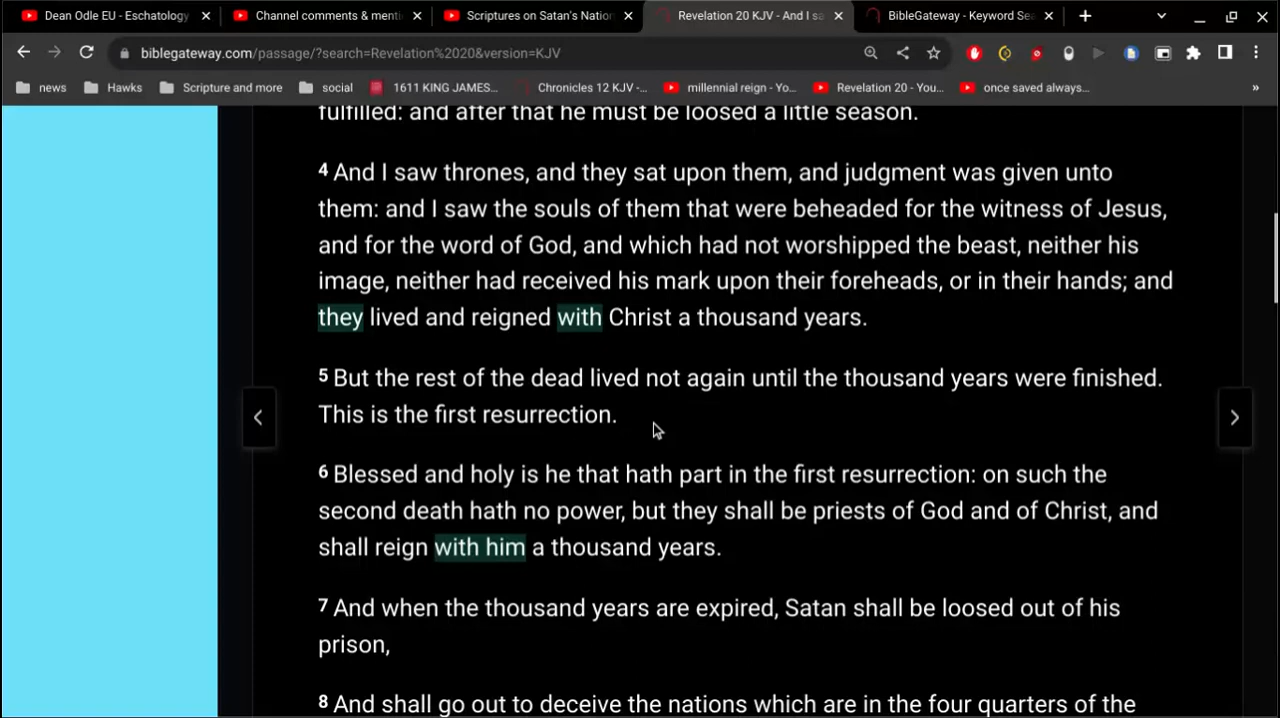 Dean Odle EU - Eschatology
Channel comments & menti
Scriptures on Satan's Nation
Revelation 20 KJV - And I sa
BibleGateway - Keyword Sea
biblegateway.com/passage/?search=Revelation%2020&version=KJV
news
Hawks
Scripture and more
social
1611 KING JAMES...
Chronicles 12 KJV -...
millennial reign - Yo...
Revelation 20 - You...
once saved always...
»
fulfilled: and after that he must be loosed a little season.
4 And I saw thrones, and they sat upon them, and judgment was given unto
them: and I saw the souls of them that were beheaded for the witness of Jesus,
and for the word of God, and which had not worshipped the beast, neither his
image, neither had received his mark upon their foreheads, or in their hands; and
they lived and reigned with Christ a thousand years.
5 But the rest of the dead lived not again until the thousand years were finished.
This is the first resurrection.
6 Blessed and holy is he that hath part in the first resurrection: on such the
second death hath no power, but they shall be priests of God and of Christ, and
shall reign with him a thousand years.
7 And when the thousand years are expired, Satan shall be loosed out of his
prison,
8 And shall go out to deceive the nations which are in the four quarters of the